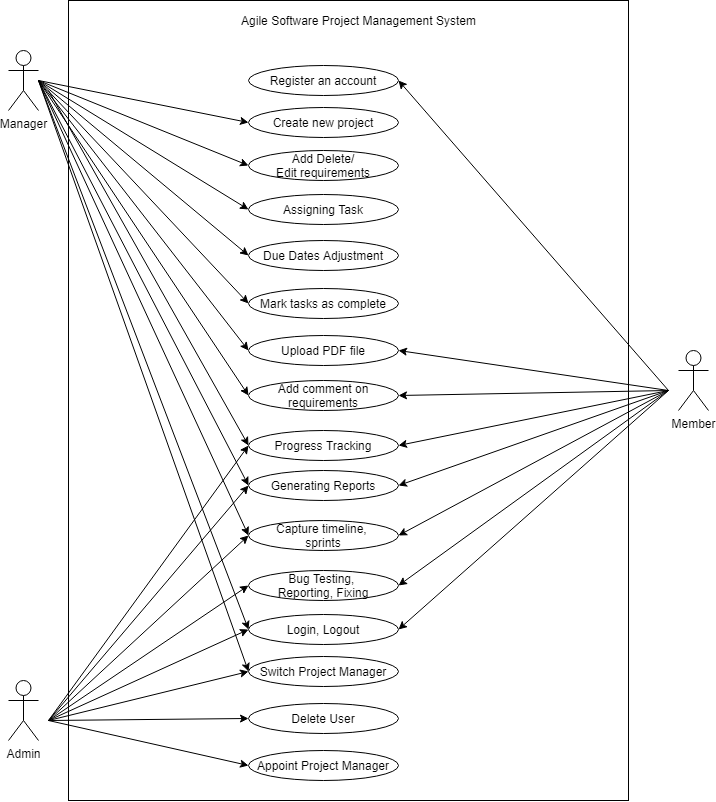 Agile Software Project Management System
Register an account
Manager
Create new project
Add Delete/
Edit requirements
Assigning Task
Due Dates Adjustment
Mark tasks as complete
Upload PDF file
Add comment on
requirements
Member
Progress Tracking
Generating Reports
Capture timeline,
sprints
Bug Testing,
Reporting, Fixing
Login, Logout
Switch Project Manager
Delete User
Admin
Appoint Project Manager